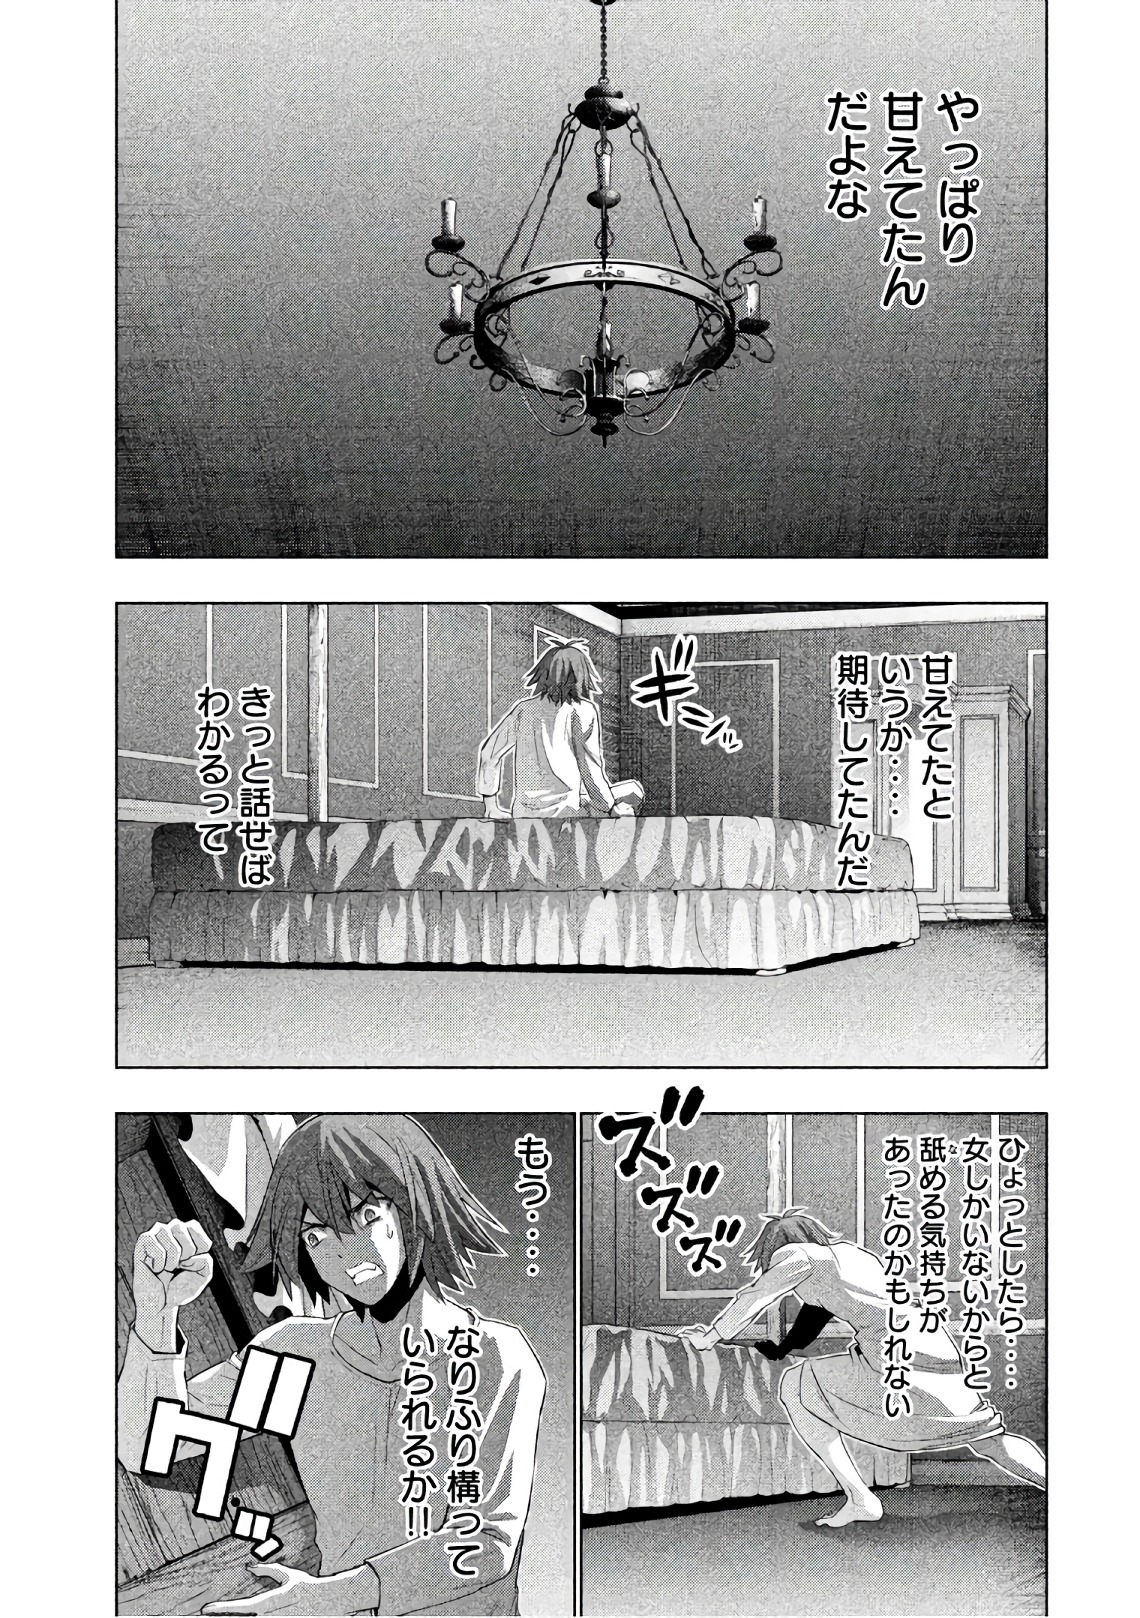 やっぱり
甘えてたん
だよな
甘えてたと
いうか‥‥
期待してたんだ
ギシッ
きっと話せば
わかるって
ひょっとしたら‥‥
女しかいないからと
舐める気持ちが
な
あったのかもしれない
ズズズ
もう‥‥
なりふり構って
いられるか!!
グッ